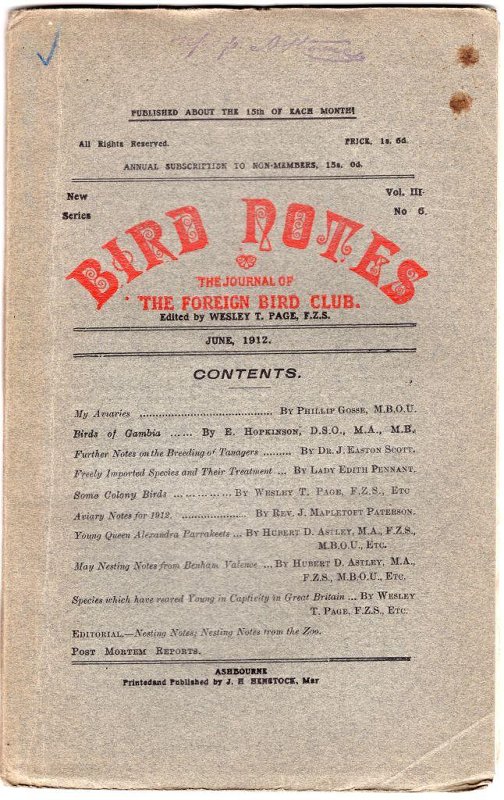 PUBLISHED ABOUT THE 15th OF EACH MONTH!
All Rights Reserved. PRICE, 1s. 6d.
ANNUAL SUBSCRIPTION TO NON-MEMBERS, 15s. 0d.
New Vol. III.
Series No 6.
BIRD NOTES
THE JOURNAL OF
THE FOREIGN BIRD CLUB.
Edited by WESLEY T. PAGE, F.Z.S.
JUNE, 1912.
CONTENTS.
My Aviaries ........................................ By Phillip Gosse, M.B.O.U.
Birds of Gambia ...... By E. Hopkinson, D.S.O., M.A., M.B.
Further Notes on the Breeding of Tanagers ......... By Dr. J. Easton Scott.
Freely Imported Species and Their Treatment ... By Lady Edith Pennant.
Some Colony Birds ............... By Wesley T. Page, F.Z.S., Etc
Aviary Notes for 1912. .................... By Rev. J. Mapletoft Paterson.
Young Queen Alexandra Parrakeets ... By Hubert D. Astley, M.A., F.Z.S.,
M.B.O.U., Etc.
May Nesting Notes from Benham Valence ... By Hubert D. Astley, M.A.,
F.Z.S., M.B.O.U., Etc.
Species which have reared Young in Captivity in Great Britain ... By Wesley
T. Page, F.Z.S., Etc.
Editorial.—Nesting Notes; Nesting Notes from the Zoo.
Post Mortem Reports.
ASHBOURNE
Printedand Published by J. H HENSTOCK, Mar